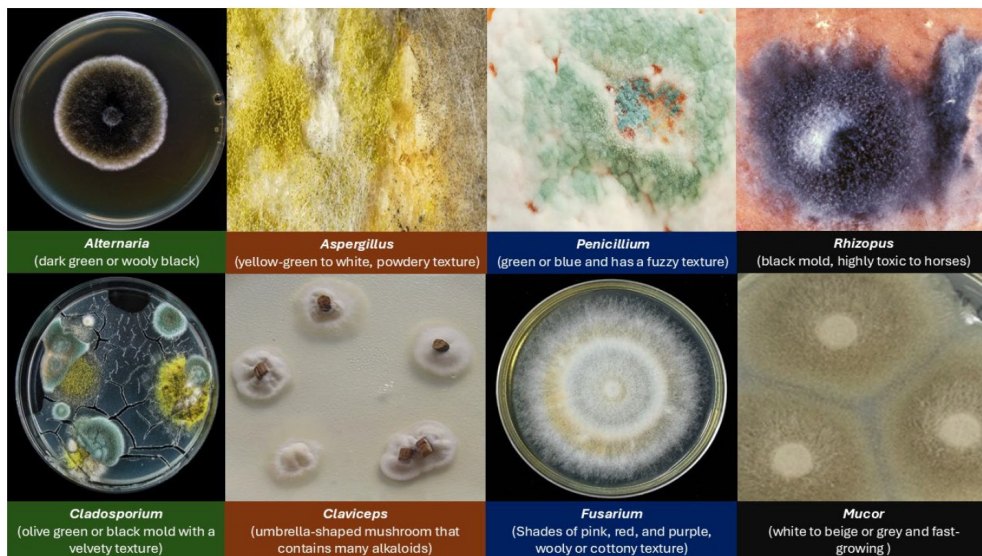 Alternaria
(dark green or wooly black)
Aspergillus
(yellow-green to white, powdery texture)
Penicillium
(green or blue and has a fuzzy texture)
Rhizopus
(black mold, highly toxic to horses)
Cladosporium
(olive green or black mold with a
velvety texture)
Claviceps
(umbrella-shaped mushroom that
contains many alkaloids)
Fusarium
(Shades of pink, red, and purple,
wooly or cottony texture)
Mucor
(white to beige or grey and fast-
growing )